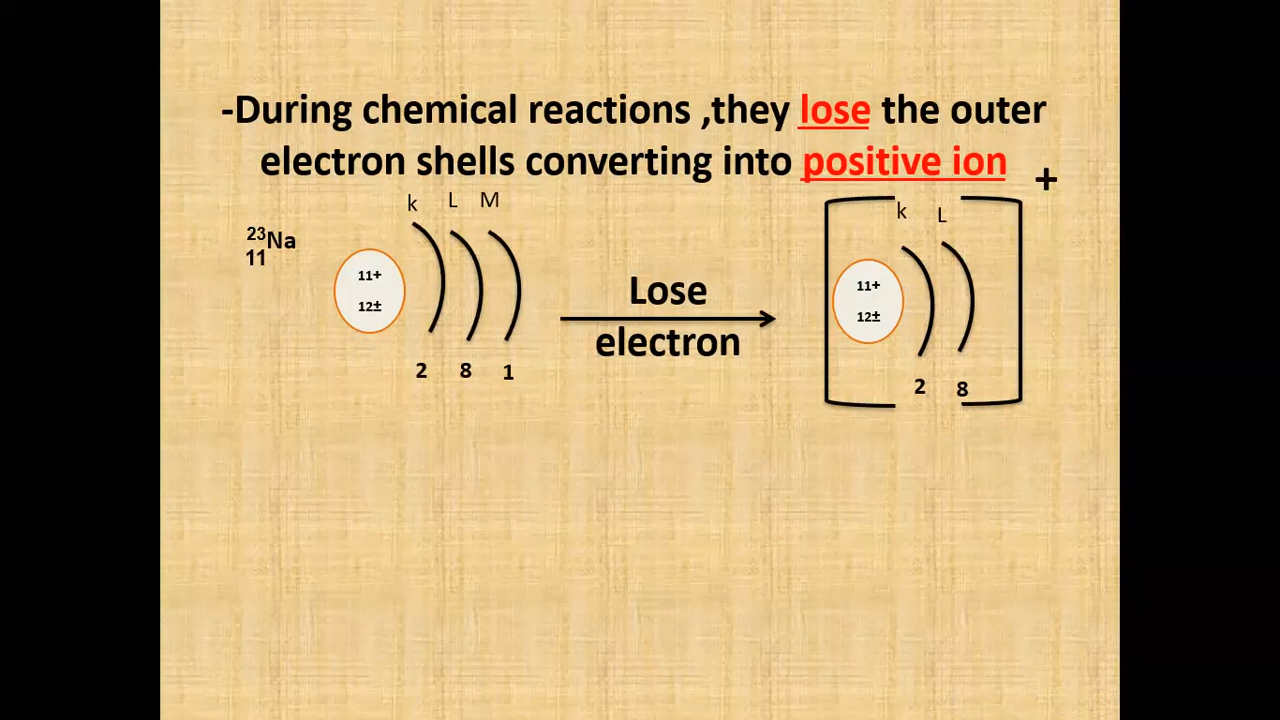 -During chemical reactions ,they lose the outer
electron shells converting into positive ion
+
k L M
k L
23
Na
11
11+
12±
Lose
electron
11+
12±
2 8 1
2 8